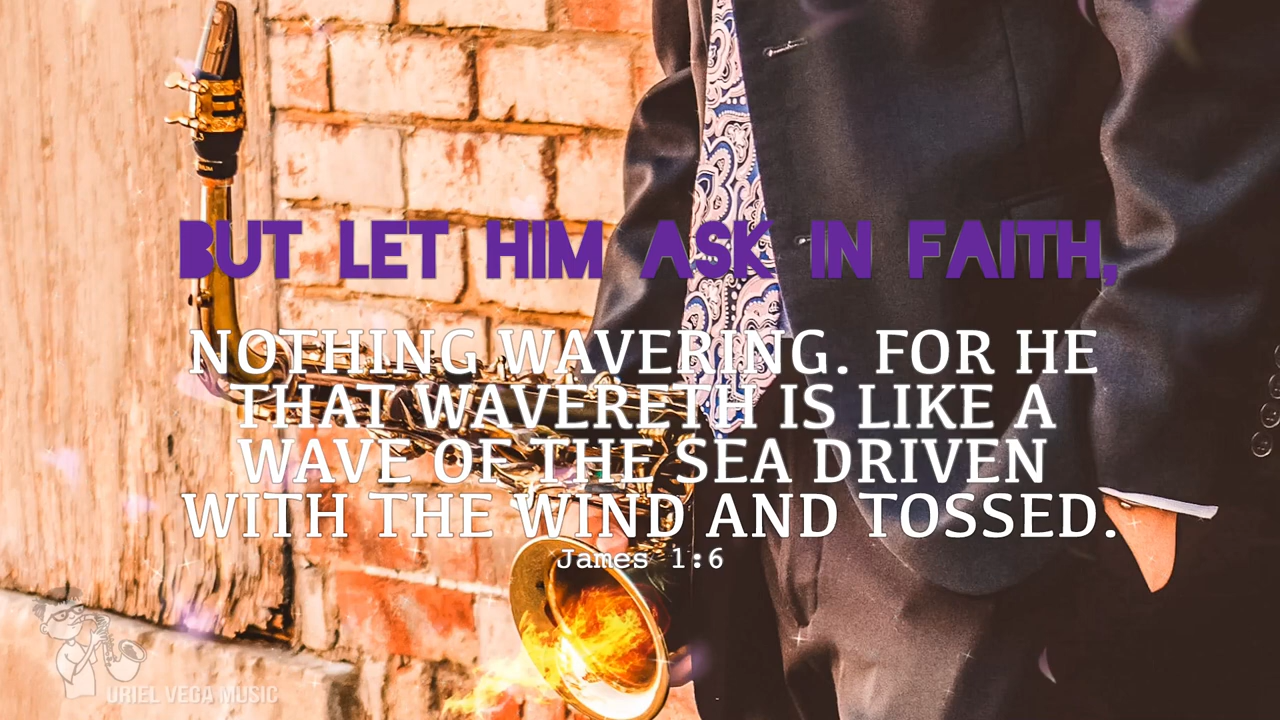 BUT LET HIM ASK IN FAITH,
NOTHING WAVERING. FOR HE
THAT WAVERETH IS LIKE A
WAVE OF THE SEA DRIVEN
WITH THE WIND AND TOSSED.
James 1:6
URIEL VEGA MUSIC